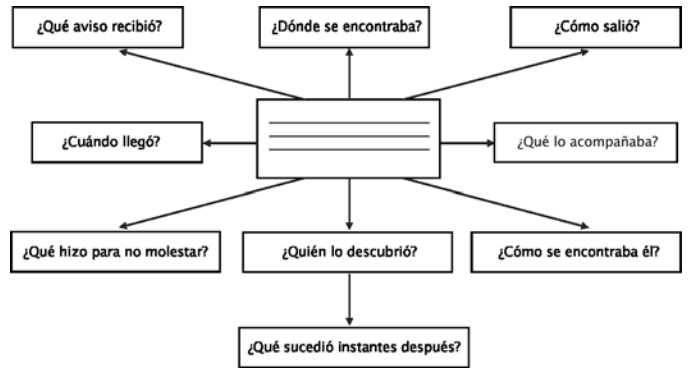 ¿Qué aviso recibió?
¿Dónde se encontraba?
¿Cómo salió?
¿Cuándo llegó?
¿Qué lo acompañaba?
¿Qué hizo para no molestar?
¿Quién lo descubrió?
¿Cómo se encontraba él?
¿Qué sucedió instantes después?